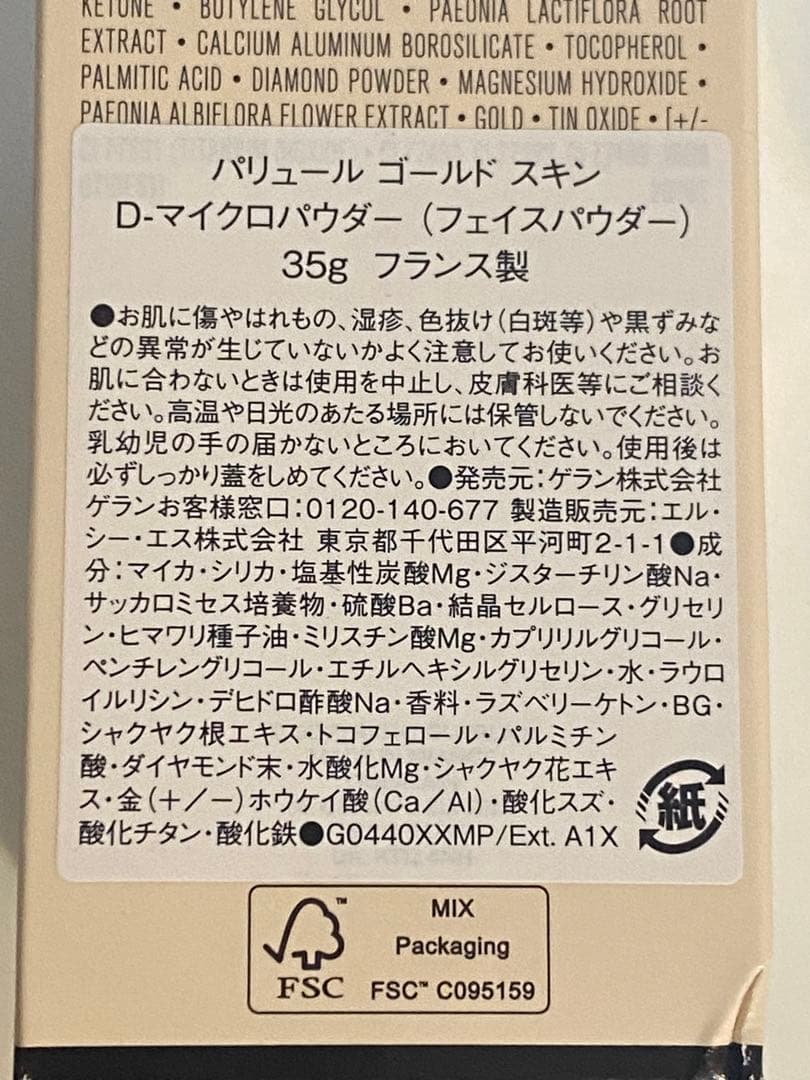 KETONE • BUTYLENE GLYCOL • PAEONIA LACTIFLORA ROOT
EXTRACT • CALCIUM ALUMINUM BOROSILICATE • TOCOPHEROL •
PALMITIC ACID • DIAMOND POWDER • MAGNESIUM HYDROXIDE •
PAEONIA ALBIFLORA FLOWER EXTRACT • GOLD • TIN OXIDE • [+/-
パリュール ゴールド スキン
D-マイクロパウダー（フェイスパウダー）
35g フランス製
●お肌に傷やはれもの、湿疹、色抜け（白斑等）や黒ずみな
どの異常が生じていないかよく注意してお使いください。お
肌に合わないときは使用を中止し、皮膚科医等にご相談く
ださい。高温や日光のあたる場所には保管しないでください。
乳幼児の手の届かないところにおいてください。使用後は
必ずしっかり蓋をしめてください。●発売元：ゲラン株式会社
ゲランお客様窓口：0120-140-677 製造販売元：エル・
シー・エス株式会社 東京都千代田区平河町2-1-1●成
分：マイカ・シリカ・塩基性炭酸Mg・ジスターチリン酸Na・
サッカロミセス培養物・硫酸Ba・結晶セルロース・グリセリ
ン・ヒマワリ種子油・ミリスチン酸Mg・カプリリルグリコール・
ペンチレングリコール・エチルヘキシルグリセリン・水・ラウロ
イルリシン・デヒドロ酢酸Na・香料・ラズベリーケトン・BG・
シャクヤク根エキス・トコフェロール・パルミチン
酸・ダイヤモンド末・水酸化Mg・シャクヤク花エキ
ス・金（＋／－）ホウケイ酸（Ca／Al）・酸化スズ・
酸化チタン・酸化鉄●G0440XXMP/Ext. A1X
紙
FSC™
MIX
Packaging
FSC™ C095159